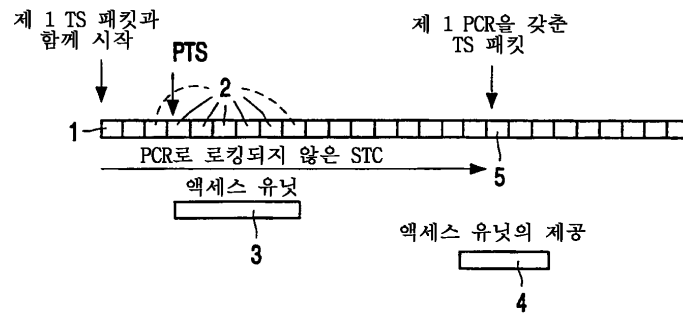 제 1 TS 패킷과
함께 시작
PTS
제 1 PCR을 갖춘
TS 패킷
2
1
PCR로 로킹되지 않은 STC
5
액세스 유닛
3
액세스 유닛의 제공
4